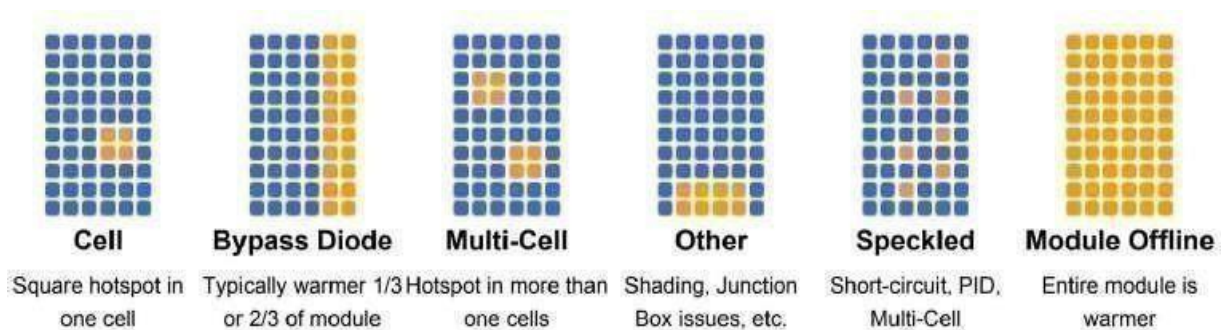 Cell
Bypass Diode
Multi-Cell
Other
Speckled
Module Offline
Square hotspot in
one cell
Typically warmer 1/3
or 2/3 of module
Hotspot in more than
one cells
Shading, Junction
Box issues, etc.
Short-circuit, PID,
Multi-Cell
Entire module is
warmer